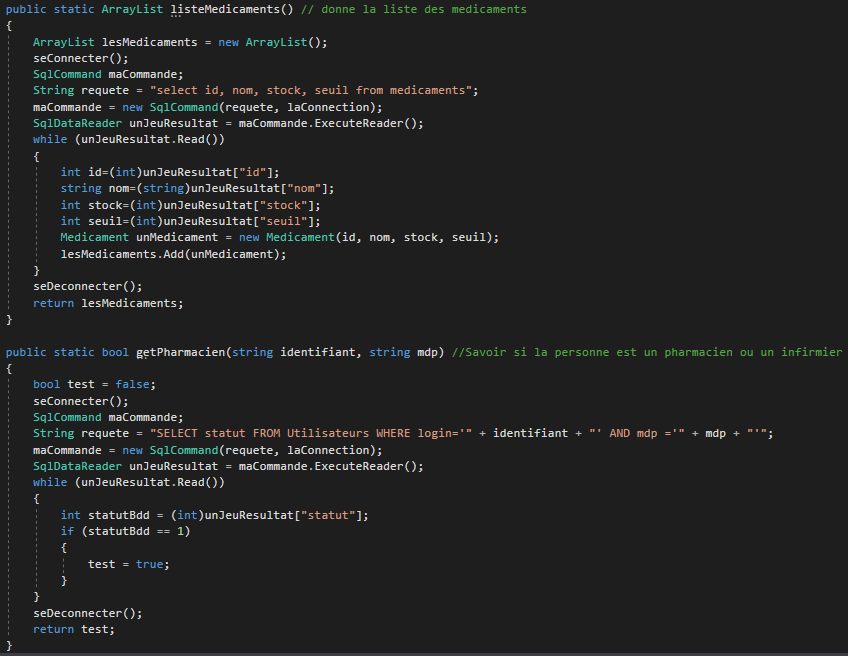 public static ArrayList listeMedicaments() // donne la liste des medicaments
{
    ArrayList lesMedicaments = new ArrayList();
    seConnecter();
    SqlCommand maCommande;
    String requete = "select id, nom, stock, seuil from medicaments";
    maCommande = new SqlCommand(requete, laConnection);
    SqlDataReader unJeuResultat = maCommande.ExecuteReader();
    while (unJeuResultat.Read())
    {
        int id=(int)unJeuResultat["id"];
        string nom=(string)unJeuResultat["nom"];
        int stock=(int)unJeuResultat["stock"];
        int seuil=(int)unJeuResultat["seuil"];
        Medicament unMedicament = new Medicament(id, nom, stock, seuil);
        lesMedicaments.Add(unMedicament);
    }
    seDeconnecter();
    return lesMedicaments;
}

public static bool getPharmacien(string identifiant, string mdp) //Savoir si la personne est un pharmacien ou un infirmier
{
    bool test = false;
    seConnecter();
    SqlCommand maCommande;
    String requete = "SELECT statut FROM Utilisateurs WHERE login='" + identifiant + "' AND mdp ='" + mdp + "'";
    maCommande = new SqlCommand(requete, laConnection);
    SqlDataReader unJeuResultat = maCommande.ExecuteReader();
    while (unJeuResultat.Read())
    {
        int statutBdd = (int)unJeuResultat["statut"];
        if (statutBdd == 1)
        {
            test = true;
        }
    }
    seDeconnecter();
    return test;
}